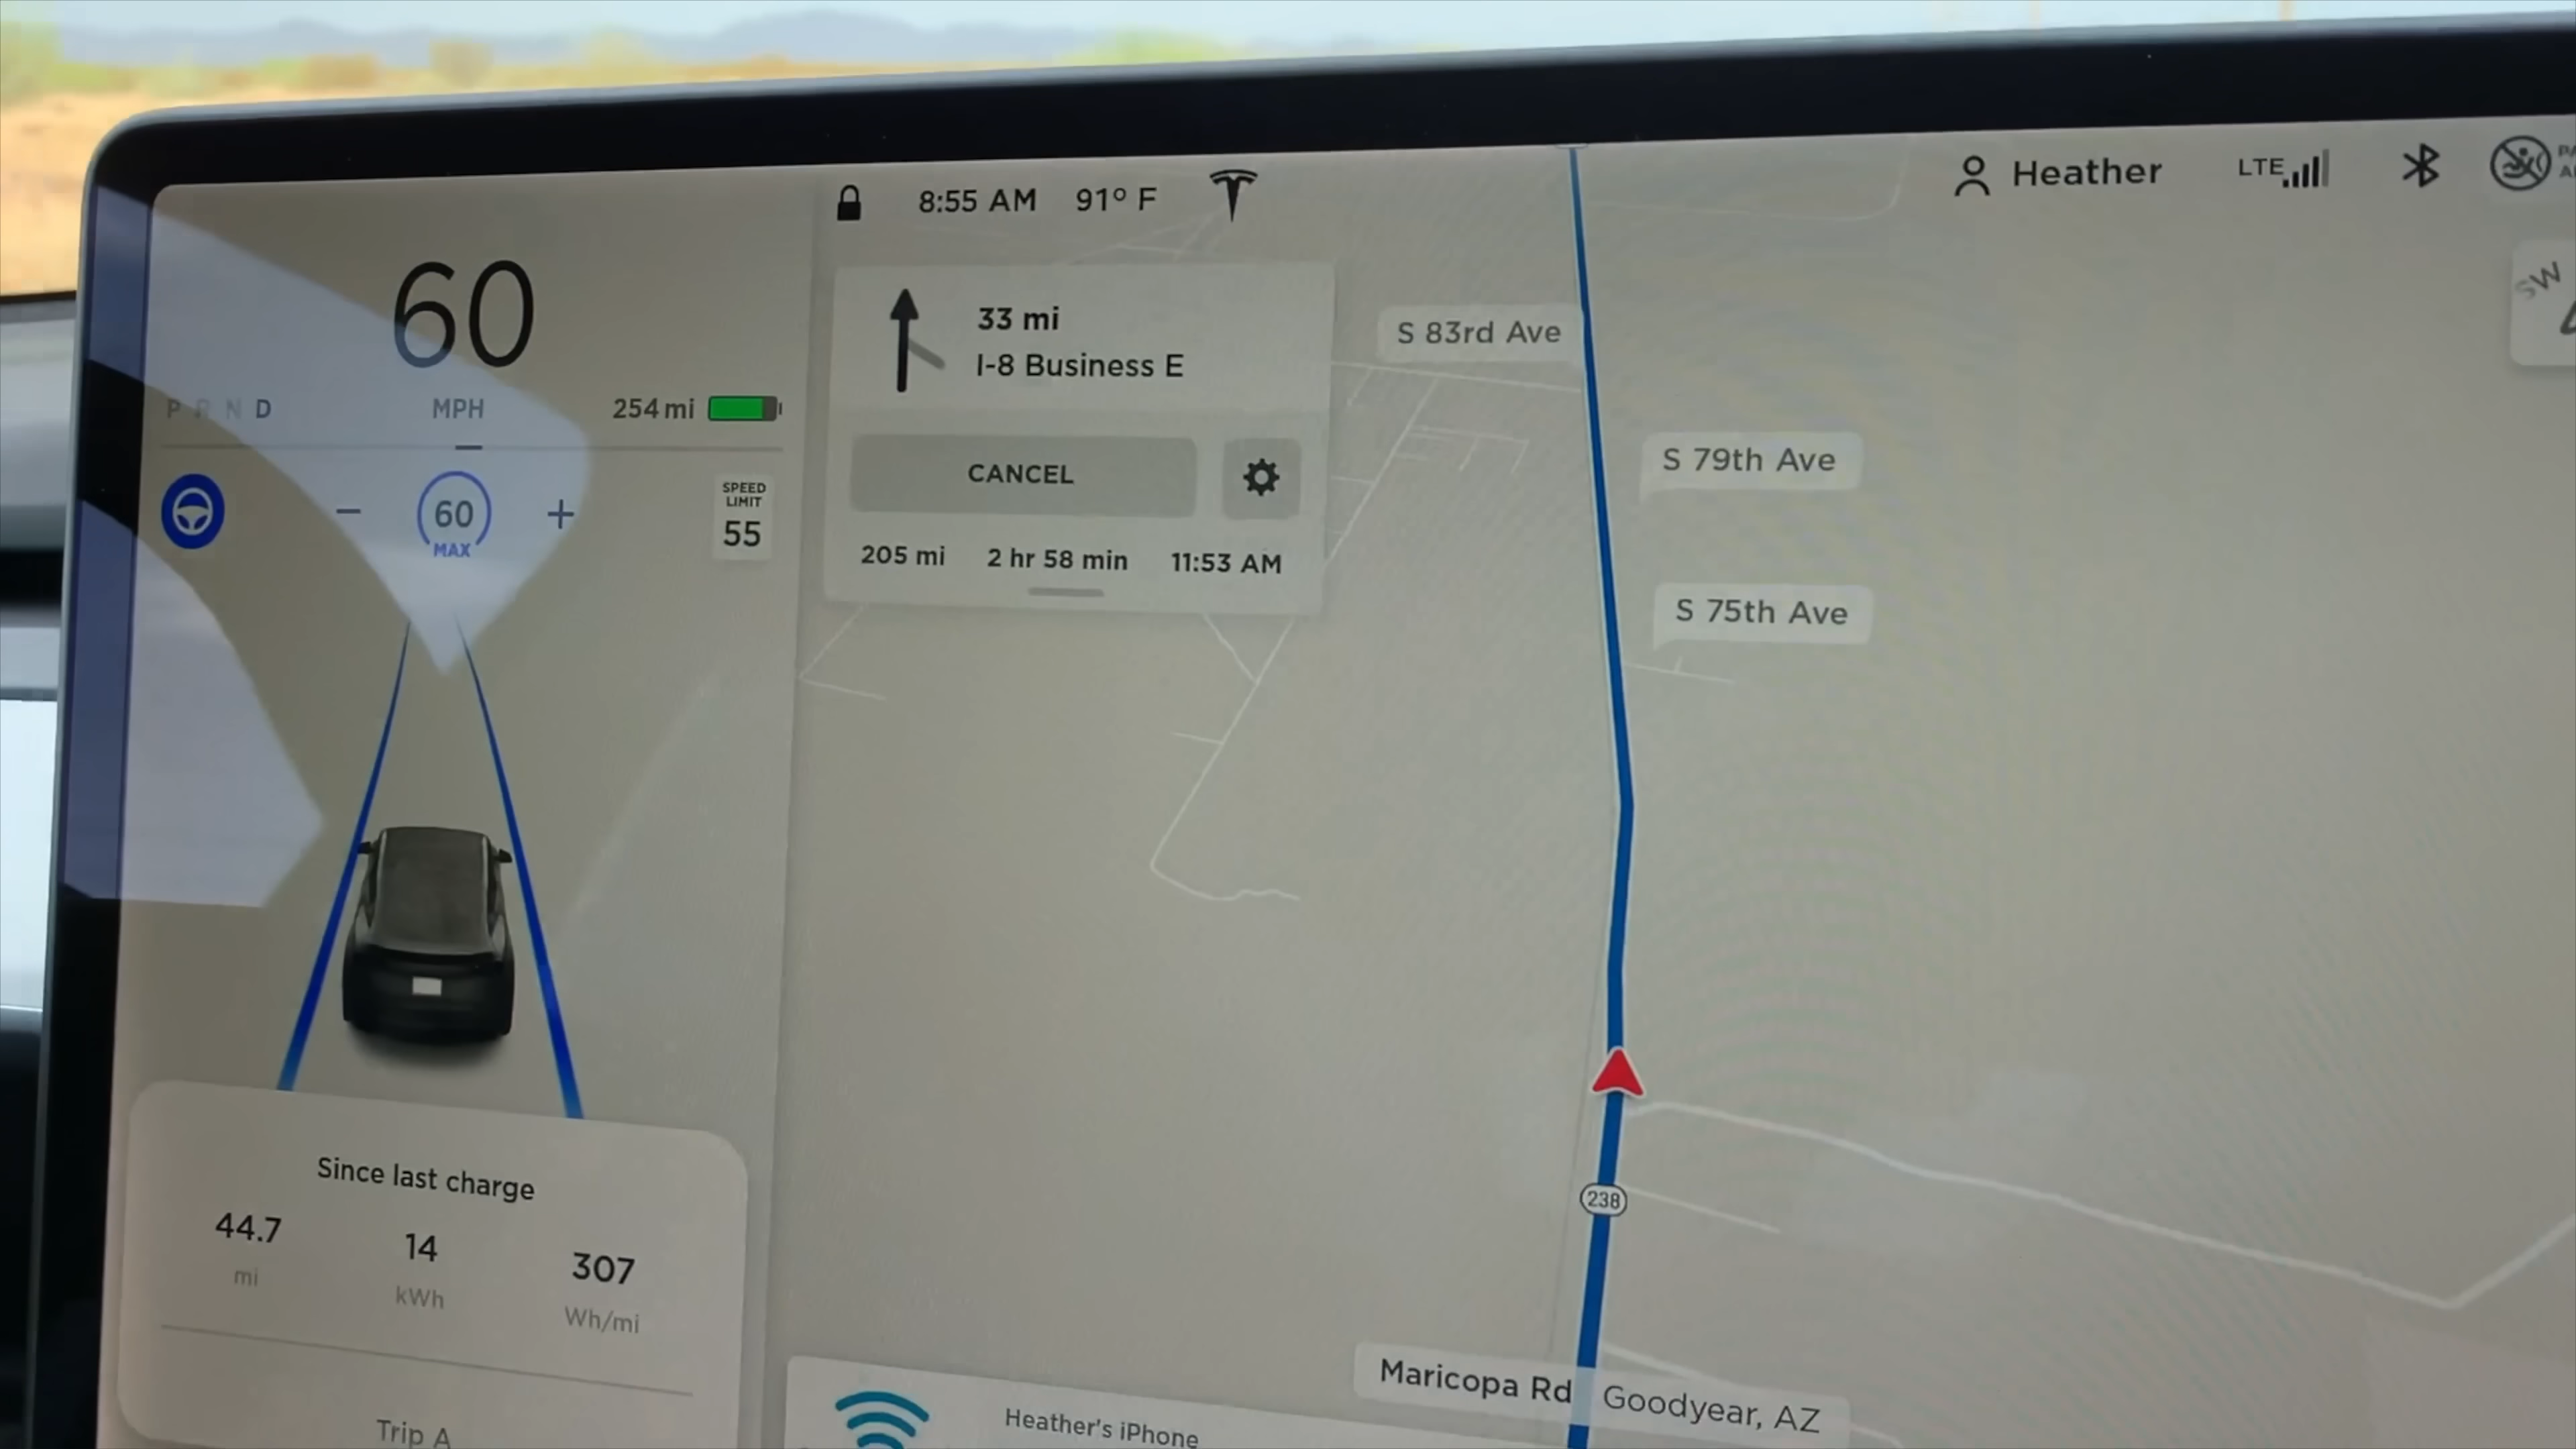 8:55 AM 91° F
Heather LTE
SW
60
33 mi
I-8 Business E
S 83rd Ave
P R N D MPH 254 mi
S 79th Ave
CANCEL
60
MAX
SPEED
LIMIT
55
205 mi 2 hr 58 min 11:53 AM
S 75th Ave
Since last charge
44.7
mi
14
kWh
307
Wh/mi
238
Trip A
Maricopa Rd Goodyear, AZ
Heather's iPhone